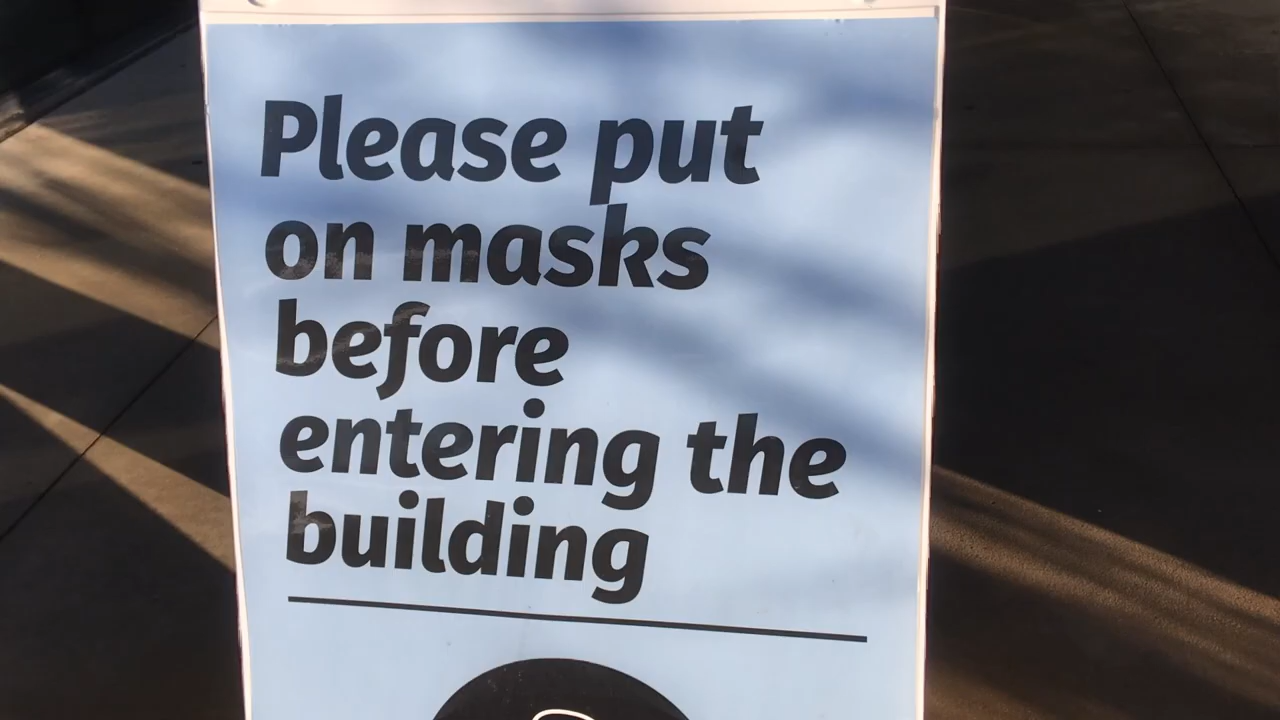 Please put
on masks
before
entering the
building